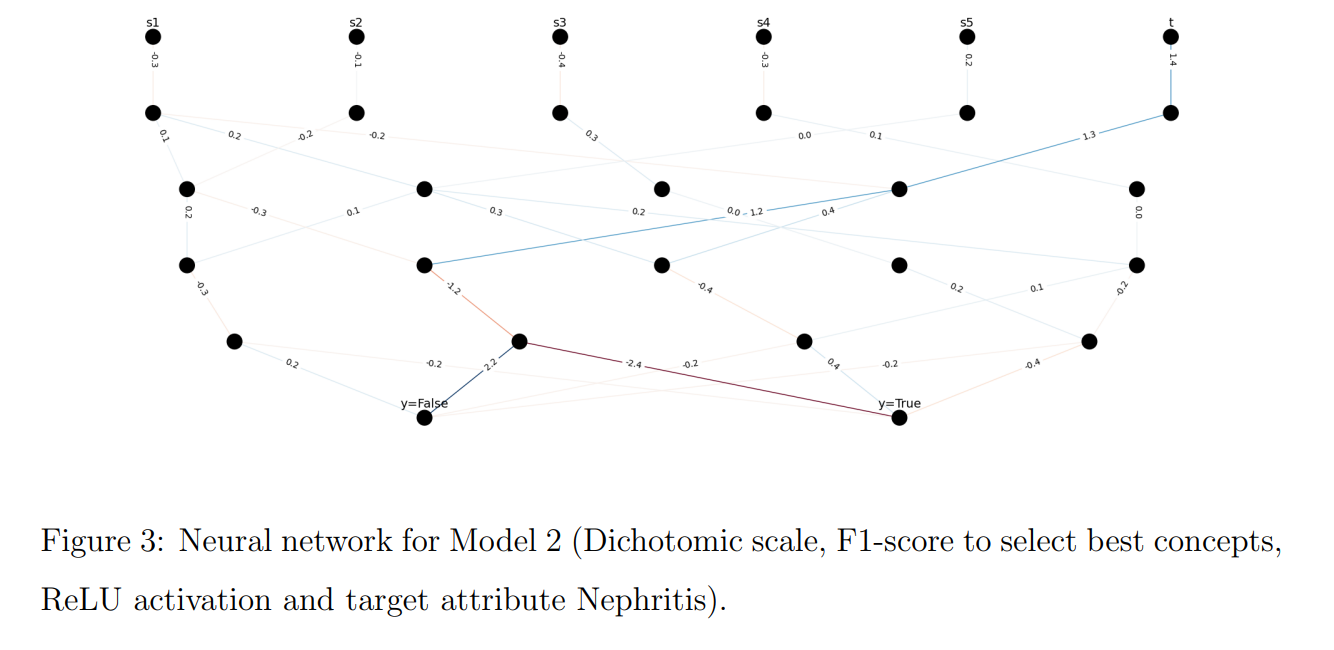 s1 s2 s3 s4 s5 t
-0.3 -0.1 -0.4 -0.3 0.2 1.4
0.1 0.2 -0.2 -0.2 0.3 0.0 0.1 1.3
0.2 -0.3 0.1 0.3 0.2 0.0 1.2 0.4 0.0
-0.3 -1.2 -0.4 0.2 0.1 -0.2
0.2 -0.2 2.2 -2.4 -0.2 0.4 -0.2 -0.4
y=False y=True
Figure 3: Neural network for Model 2 (Dichotomic scale, F1-score to select best concepts,
ReLU activation and target attribute Nephritis).